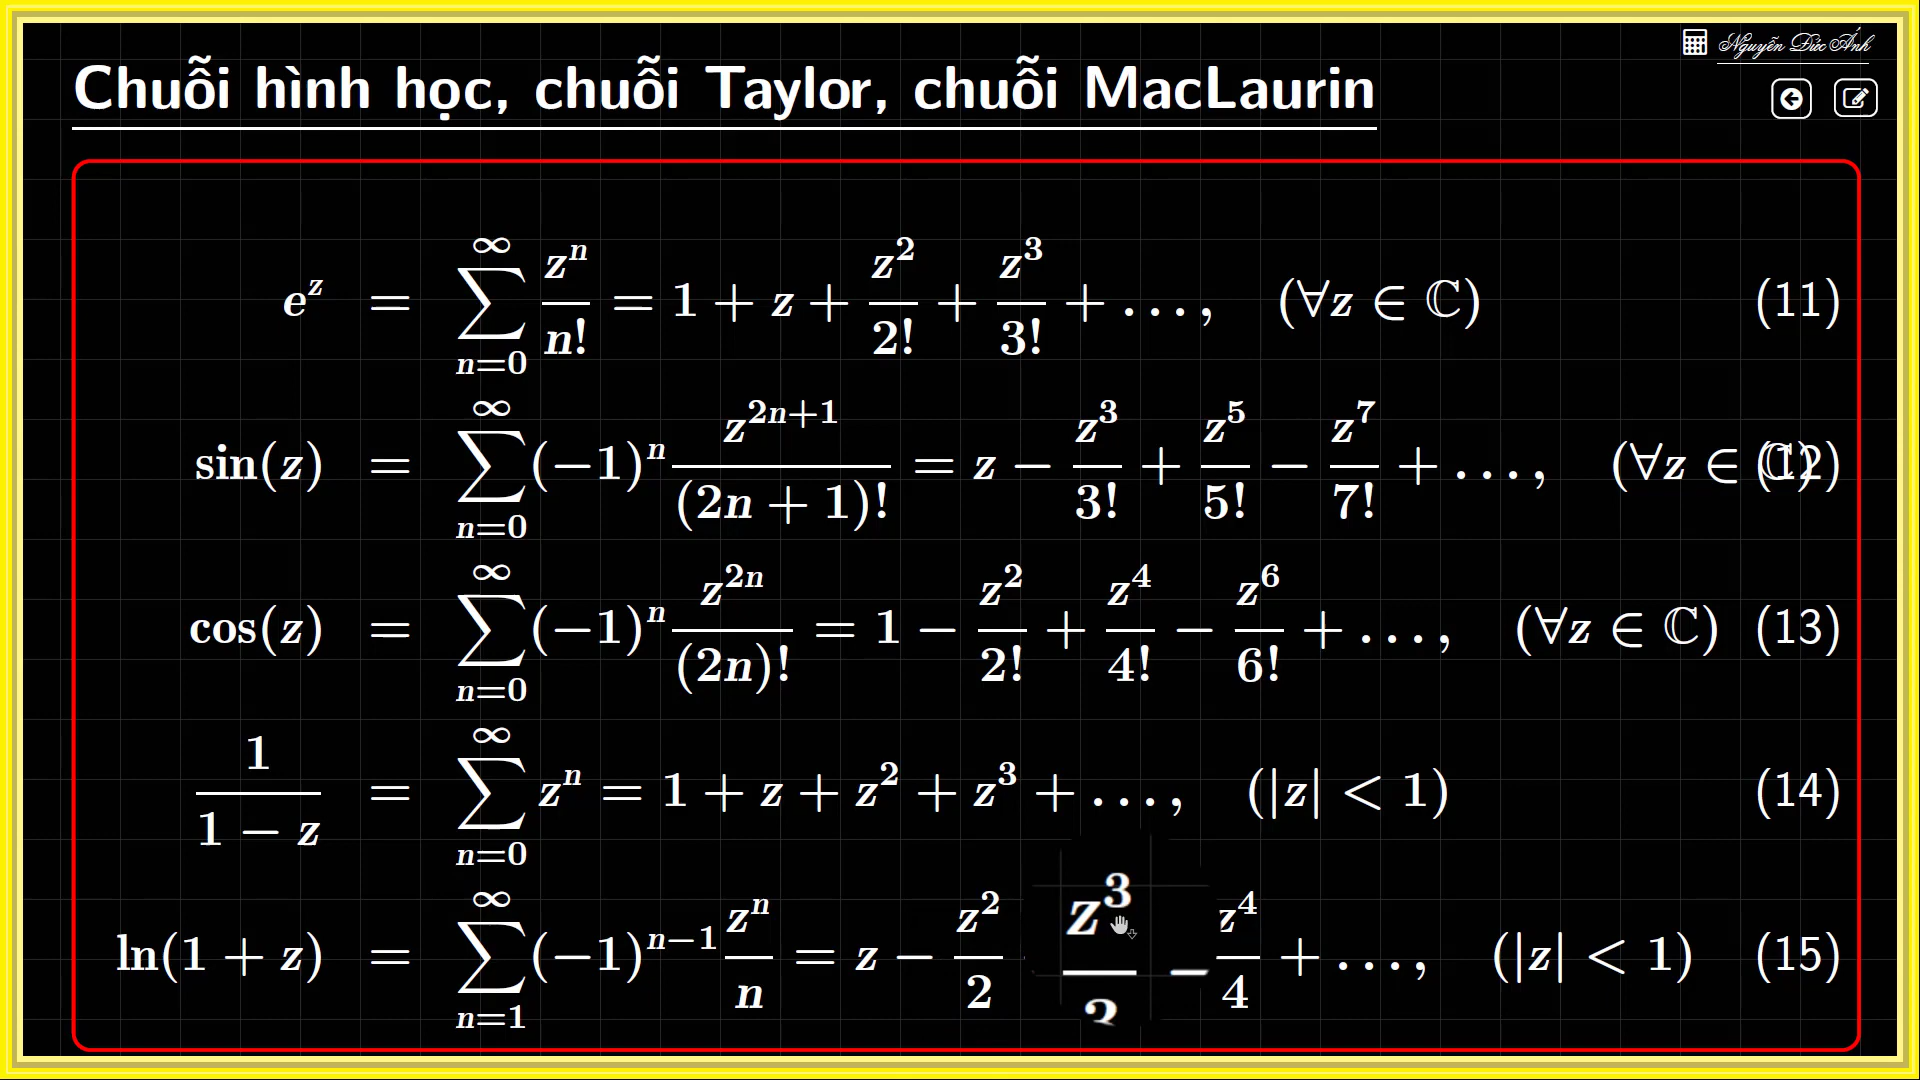 Nguyễn Đức Ánh
Chuỗi hình học, chuỗi Taylor, chuỗi MacLaurin
e^z = ∑_{n=0}^{∞} z^n/n! = 1 + z + z^2/2! + z^3/3! + ..., (∀z ∈ ℂ) (11)
sin(z) = ∑_{n=0}^{∞} (−1)^n z^{2n+1}/(2n + 1)! = z − z^3/3! + z^5/5! − z^7/7! + ..., (∀z ∈ ℂ) (12)
cos(z) = ∑_{n=0}^{∞} (−1)^n z^{2n}/(2n)! = 1 − z^2/2! + z^4/4! − z^6/6! + ..., (∀z ∈ ℂ) (13)
1/(1 − z) = ∑_{n=0}^{∞} z^n = 1 + z + z^2 + z^3 + ..., (|z| < 1) (14)
ln(1 + z) = ∑_{n=1}^{∞} (−1)^{n−1} z^n/n = z − z^2/2 z^3/3 − z^4/4 + ..., (|z| < 1) (15)